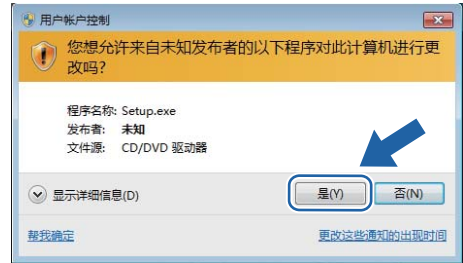 用户帐户控制
您想允许来自未知发布者的以下程序对此计算机进行更
改吗?
程序名称: Setup.exe
发布者: 未知
文件源: CD/DVD 驱动器
显示详细信息(D)
是(Y)
否(N)
帮我确定
更改这些通知的出现时间